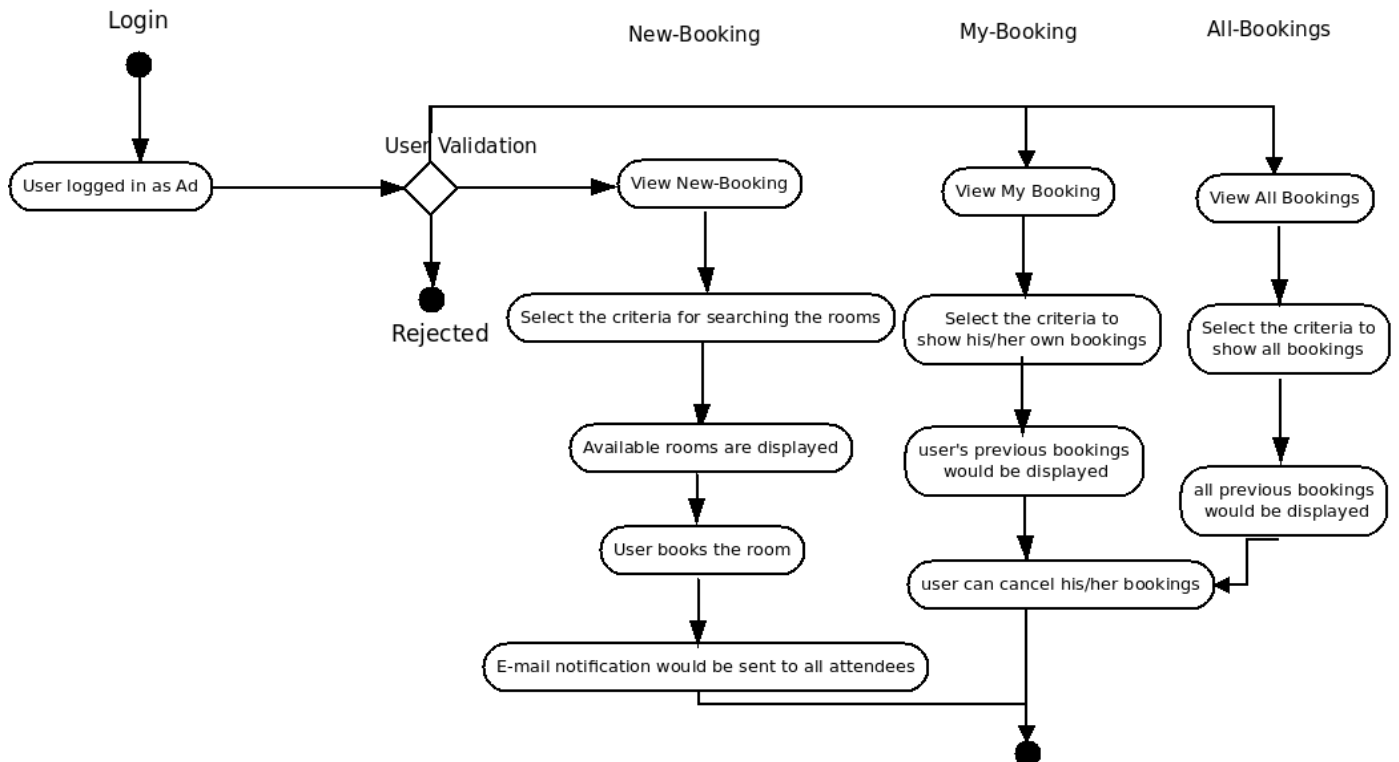 Login
New-Booking
My-Booking
All-Bookings
User Validation
User logged in as Ad
View New-Booking
View My Booking
View All Bookings
Rejected
Select the criteria for searching the rooms
Select the criteria to
show his/her own bookings
Select the criteria to
show all bookings
Available rooms are displayed
user's previous bookings
would be displayed
all previous bookings
would be displayed
User books the room
user can cancel his/her bookings
E-mail notification would be sent to all attendees